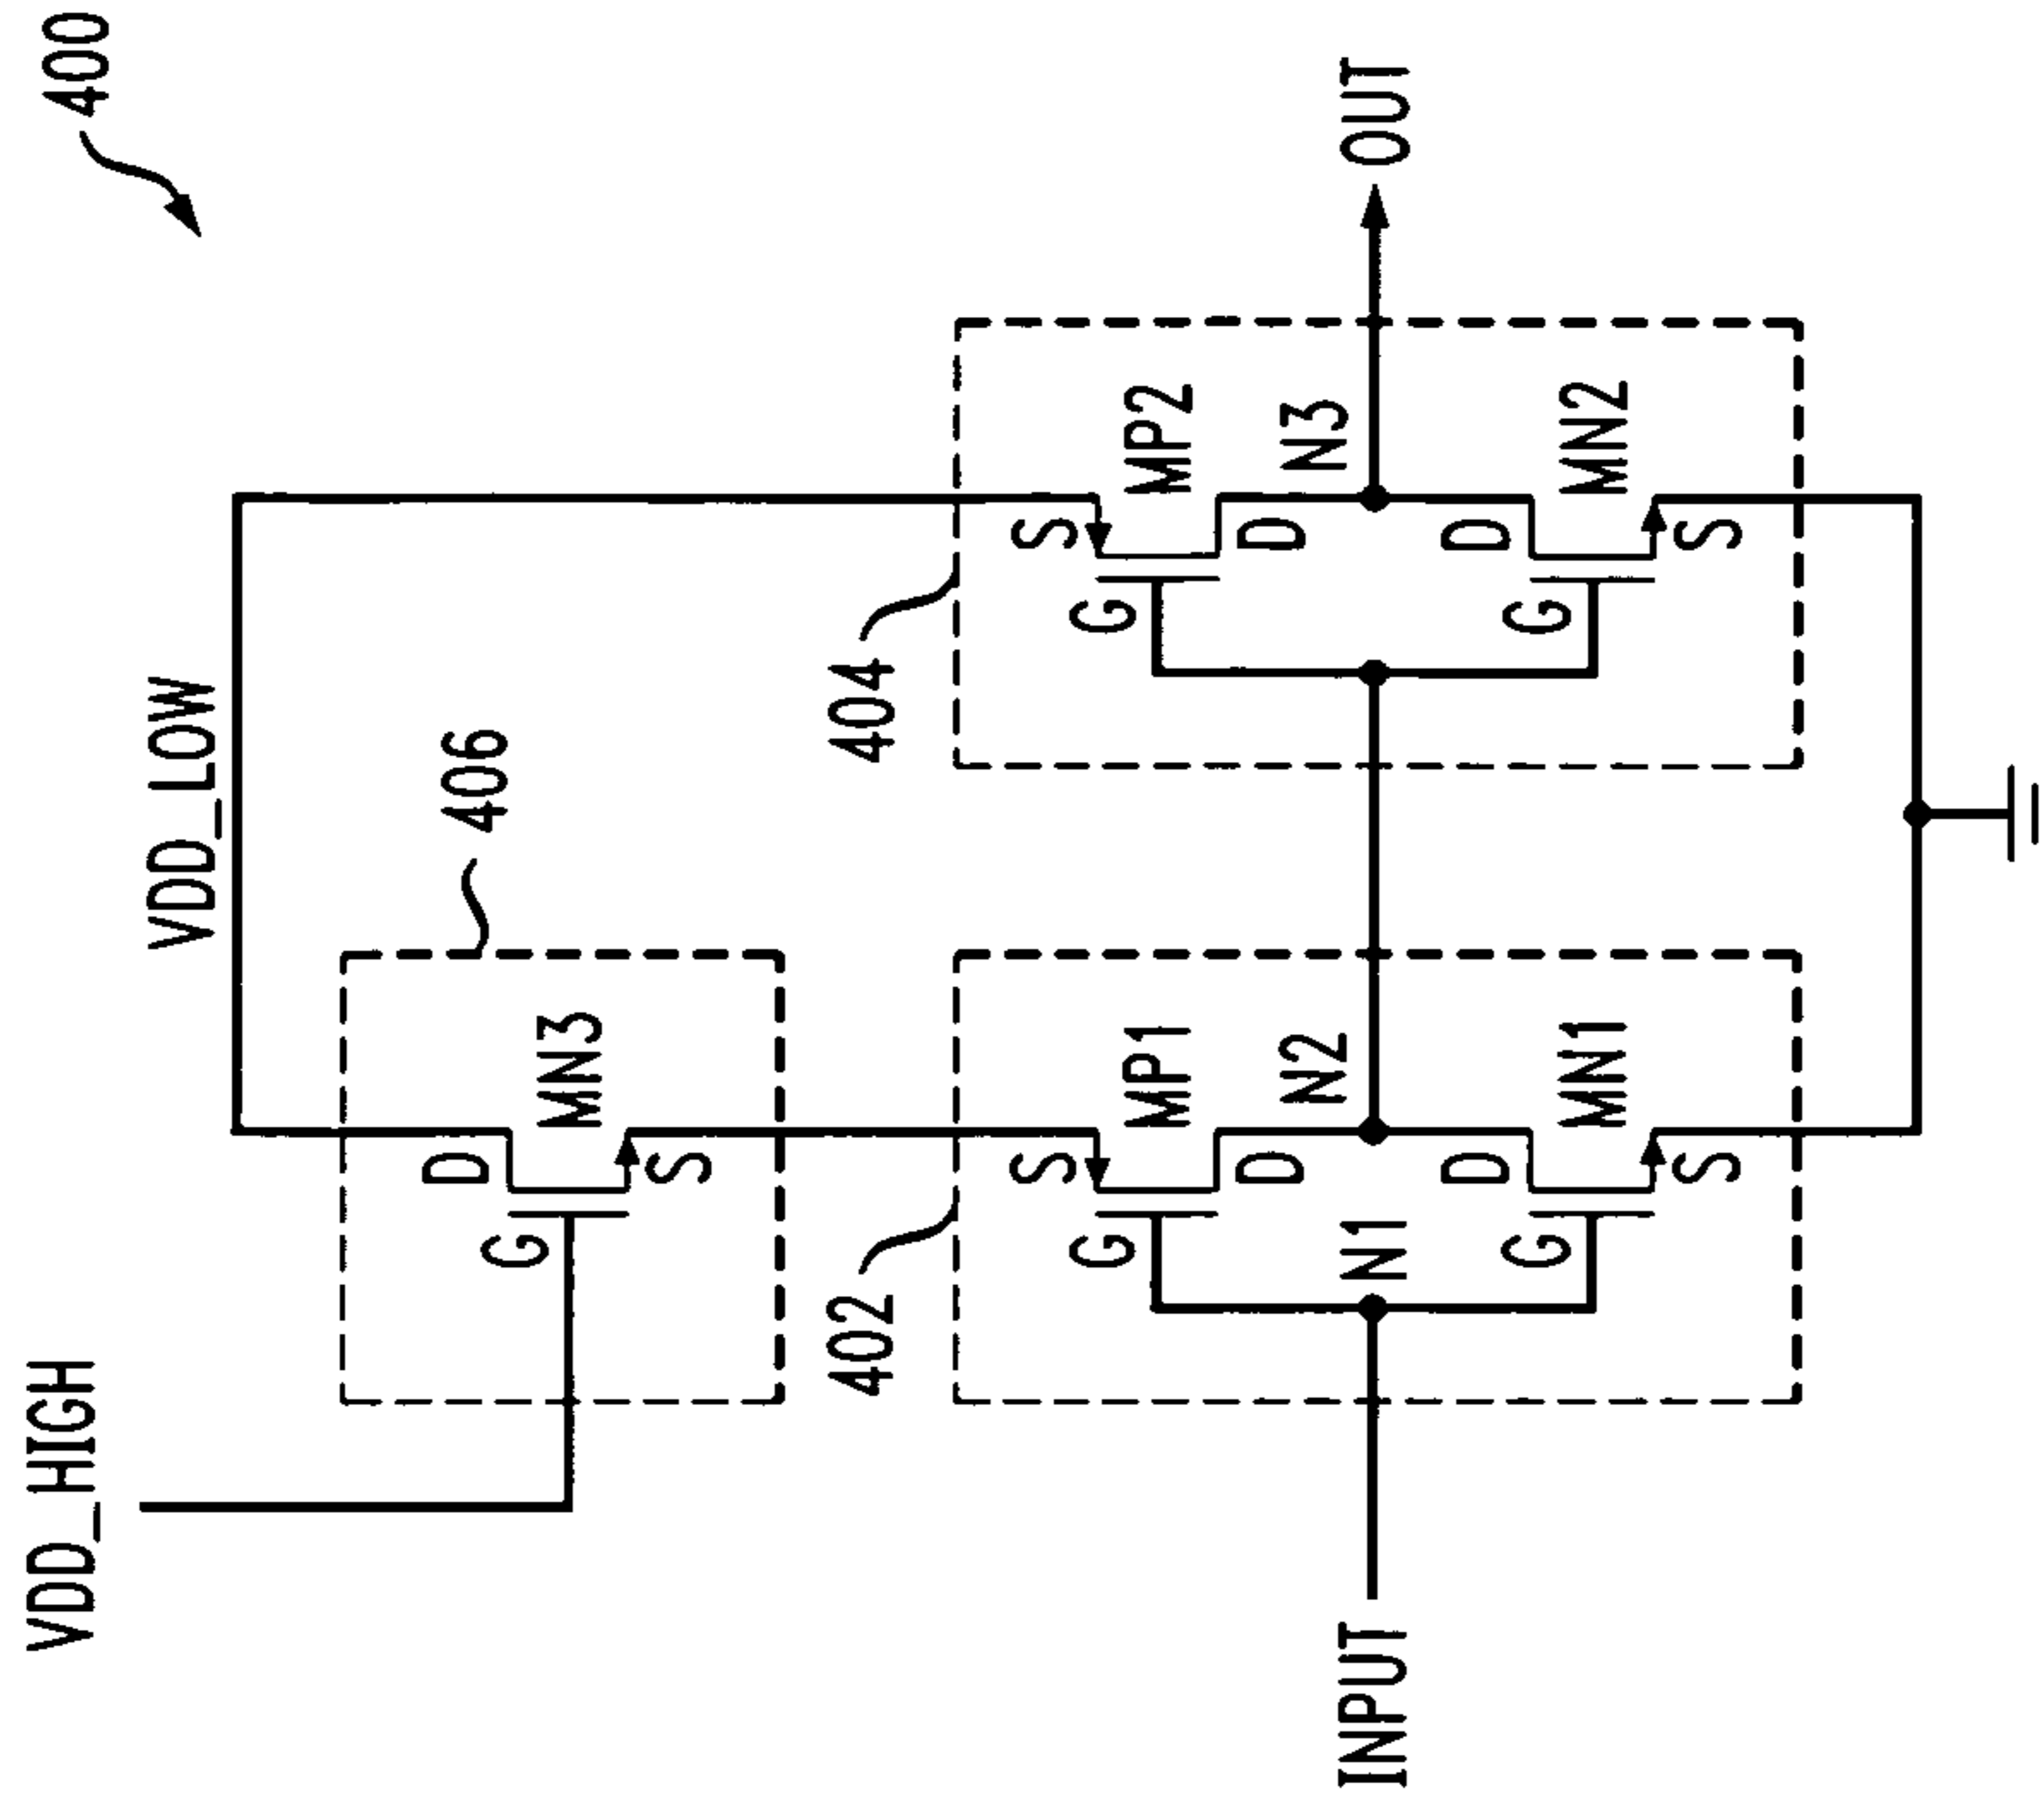 VDD_HIGH
400
VDD_LOW
D
406
G
MN3
S
402
404
S
S
G
MP1
G
MP2
D
D
N2
N3
INPUT
N1
OUT
D
D
G
G
MN1
MN2
S
S